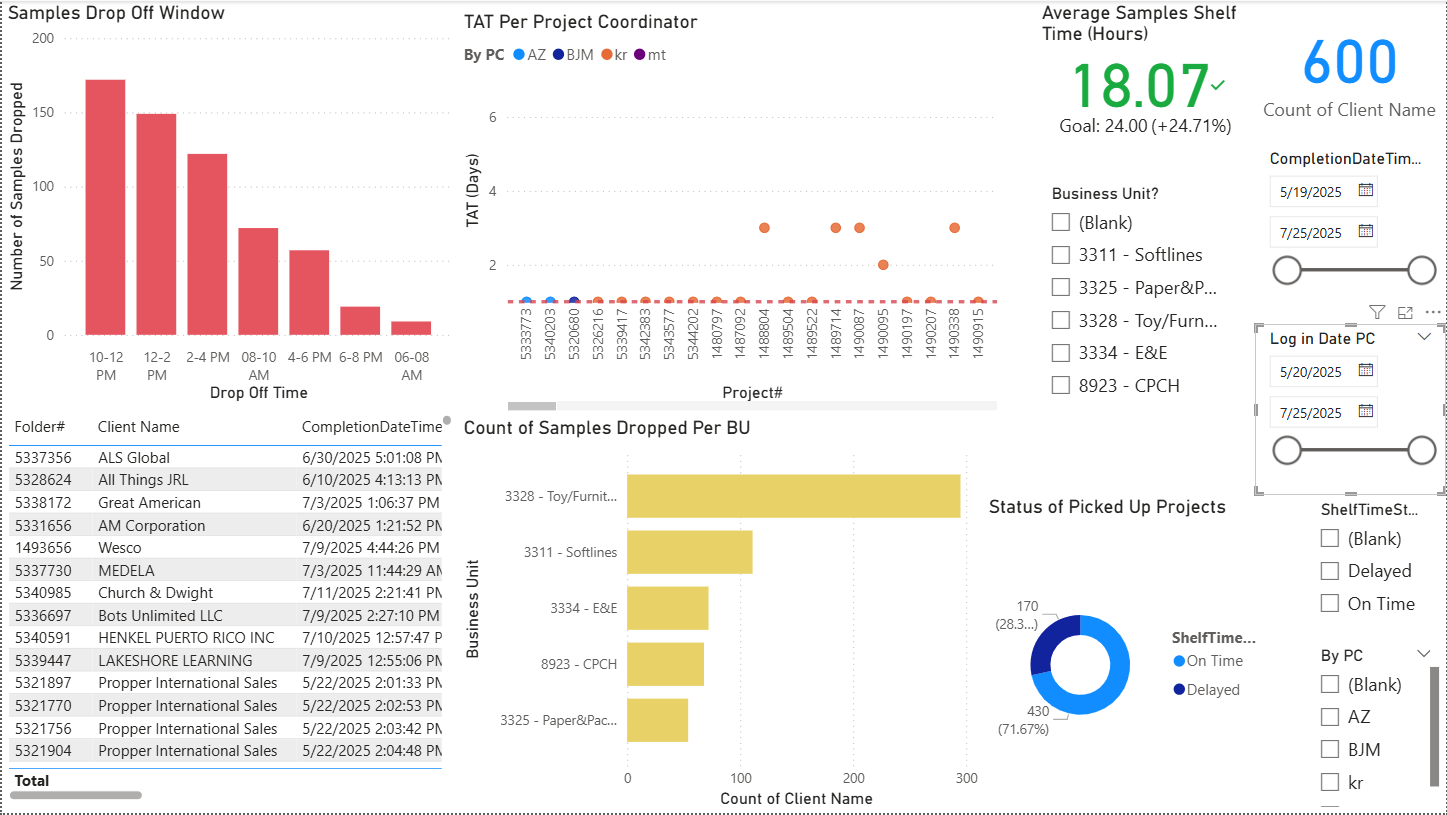 Samples Drop Off Window
Number of Samples Dropped
200
150
100
50
0
10-12 PM
12-2 PM
2-4 PM
08-10 AM
4-6 PM
6-8 PM
06-08 AM
Drop Off Time
TAT Per Project Coordinator
By PC AZ BJM kr mt
TAT (Days)
6
4
2
5333773
5340203
5320680
5326216
5339417
5342383
5343577
5344202
1480797
1487092
1488804
1489504
1489522
1489714
1490087
1490095
1490197
1490207
1490338
1490915
Project#
Average Samples Shelf
Time (Hours)
18.07
Goal: 24.00 (+24.71%)
600
Count of Client Name
Business Unit?
(Blank)
3311 - Softlines
3325 - Paper&P...
3328 - Toy/Furn...
3334 - E&E
8923 - CPCH
CompletionDateTim...
5/19/2025
7/25/2025
Log in Date PC
5/20/2025
7/25/2025
Folder# Client Name CompletionDateTime
5337356 ALS Global 6/30/2025 5:01:08 PM
5328624 All Things JRL 6/10/2025 4:13:13 PM
5338172 Great American 7/3/2025 1:06:37 PM
5331656 AM Corporation 6/20/2025 1:21:52 PM
1493656 Wesco 7/9/2025 4:44:26 PM
5337730 MEDELA 7/3/2025 11:44:29 AM
5340985 Church & Dwight 7/11/2025 2:21:41 PM
5336697 Bots Unlimited LLC 7/9/2025 2:27:10 PM
5340591 HENKEL PUERTO RICO INC 7/10/2025 12:57:47 P
5339447 LAKESHORE LEARNING 7/9/2025 12:55:06 PM
5321897 Propper International Sales 5/22/2025 2:01:33 PM
5321770 Propper International Sales 5/22/2025 2:02:53 PM
5321756 Propper International Sales 5/22/2025 2:03:42 PM
5321904 Propper International Sales 5/22/2025 2:04:48 PM
Total
Count of Samples Dropped Per BU
Business Unit
3328 - Toy/Furnit...
3311 - Softlines
3334 - E&E
8923 - CPCH
3325 - Paper&Pac...
0
100
200
300
Count of Client Name
Status of Picked Up Projects
170
(28.3...)
430
(71.67%)
ShelfTime...
On Time
Delayed
ShelfTimeSt...
(Blank)
Delayed
On Time
By PC
(Blank)
AZ
BJM
kr